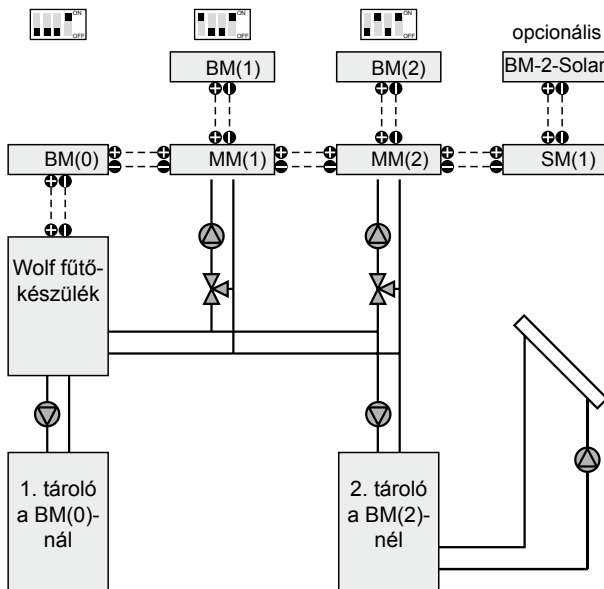 ON
OFF
ON
OFF
ON
OFF
opcionális
BM(1)
BM(2)
BM-2-Solar
BM(0)
MM(1)
MM(2)
SM(1)
Wolf fűtő-
készülék
1. tároló
a BM(0)-
nál
2. tároló
a BM(2)-
nél